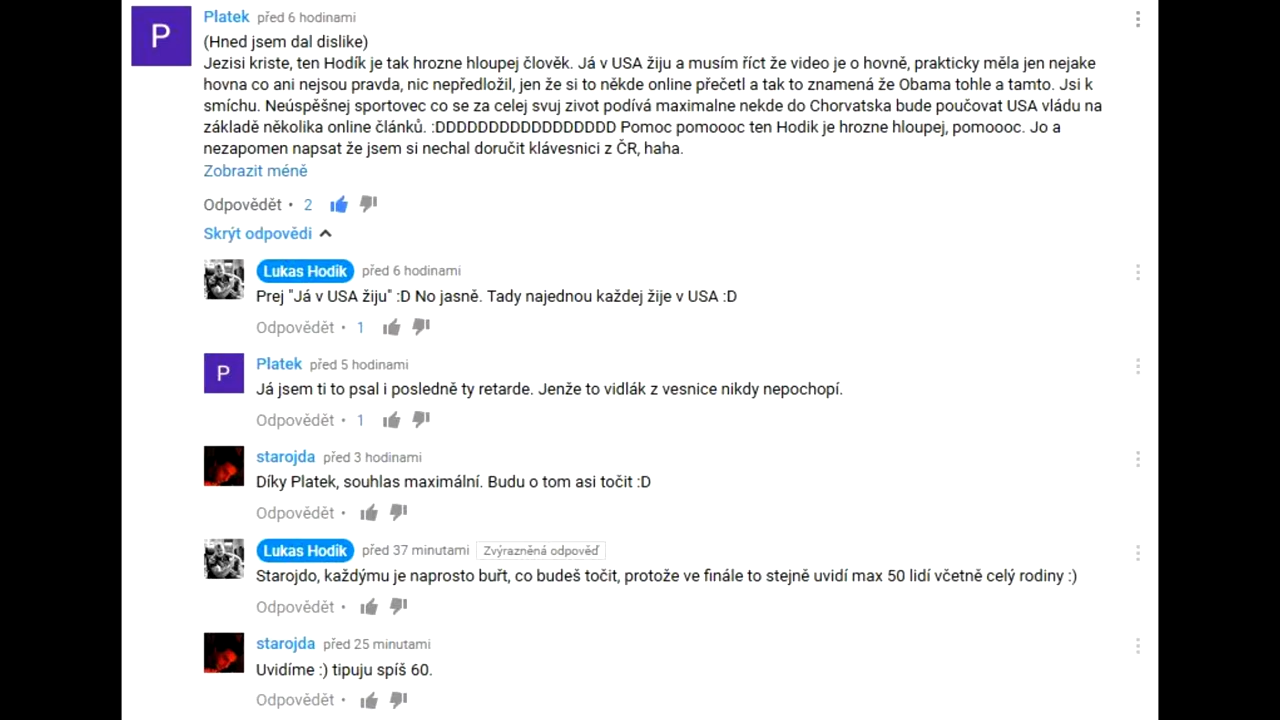 P
Platek před 6 hodinami
(Hned jsem dal dislike)
Jezisi kriste, ten Hodík je tak hrozne hloupej člověk. Já v USA žiju a musím říct že video je o hovně, prakticky měla jen nejake
hovna co ani nejsou pravda, nic nepředložil, jen že si to někde online přečetl a tak to znamená že Obama tohle a tamto. Jsi k
smíchu. Neúspěšnej sportovec co se za celej svuj zivot podívá maximalne nekde do Chorvatska bude poučovat USA vládu na
základě několika online článků. :DDDDDDDDDDDDDDDDD Pomoc pomoooc ten Hodik je hrozne hloupej, pomoooc. Jo a
nezapomen napsat že jsem si nechal doručit klávesnici z ČR, haha.
Zobrazit méně
Odpovědět • 2
Skrýt odpovědi
Lukas Hodik před 6 hodinami
Prej "Já v USA žiju" :D No jasně. Tady najednou každej žije v USA :D
Odpovědět • 1
P
Platek před 5 hodinami
Já jsem ti to psal i posledně ty retarde. Jenže to vidlák z vesnice nikdy nepochopí.
Odpovědět • 1
starojda před 3 hodinami
Díky Platek, souhlas maximální. Budu o tom asi točit :D
Odpovědět •
Lukas Hodik před 37 minutami Zvýrazněná odpověď
Starojdo, každýmu je naprosto buřt, co budeš točit, protože ve finále to stejně uvidí max 50 lidí včetně celý rodiny :)
Odpovědět •
starojda před 25 minutami
Uvidíme :) tipuju spíš 60.
Odpovědět •